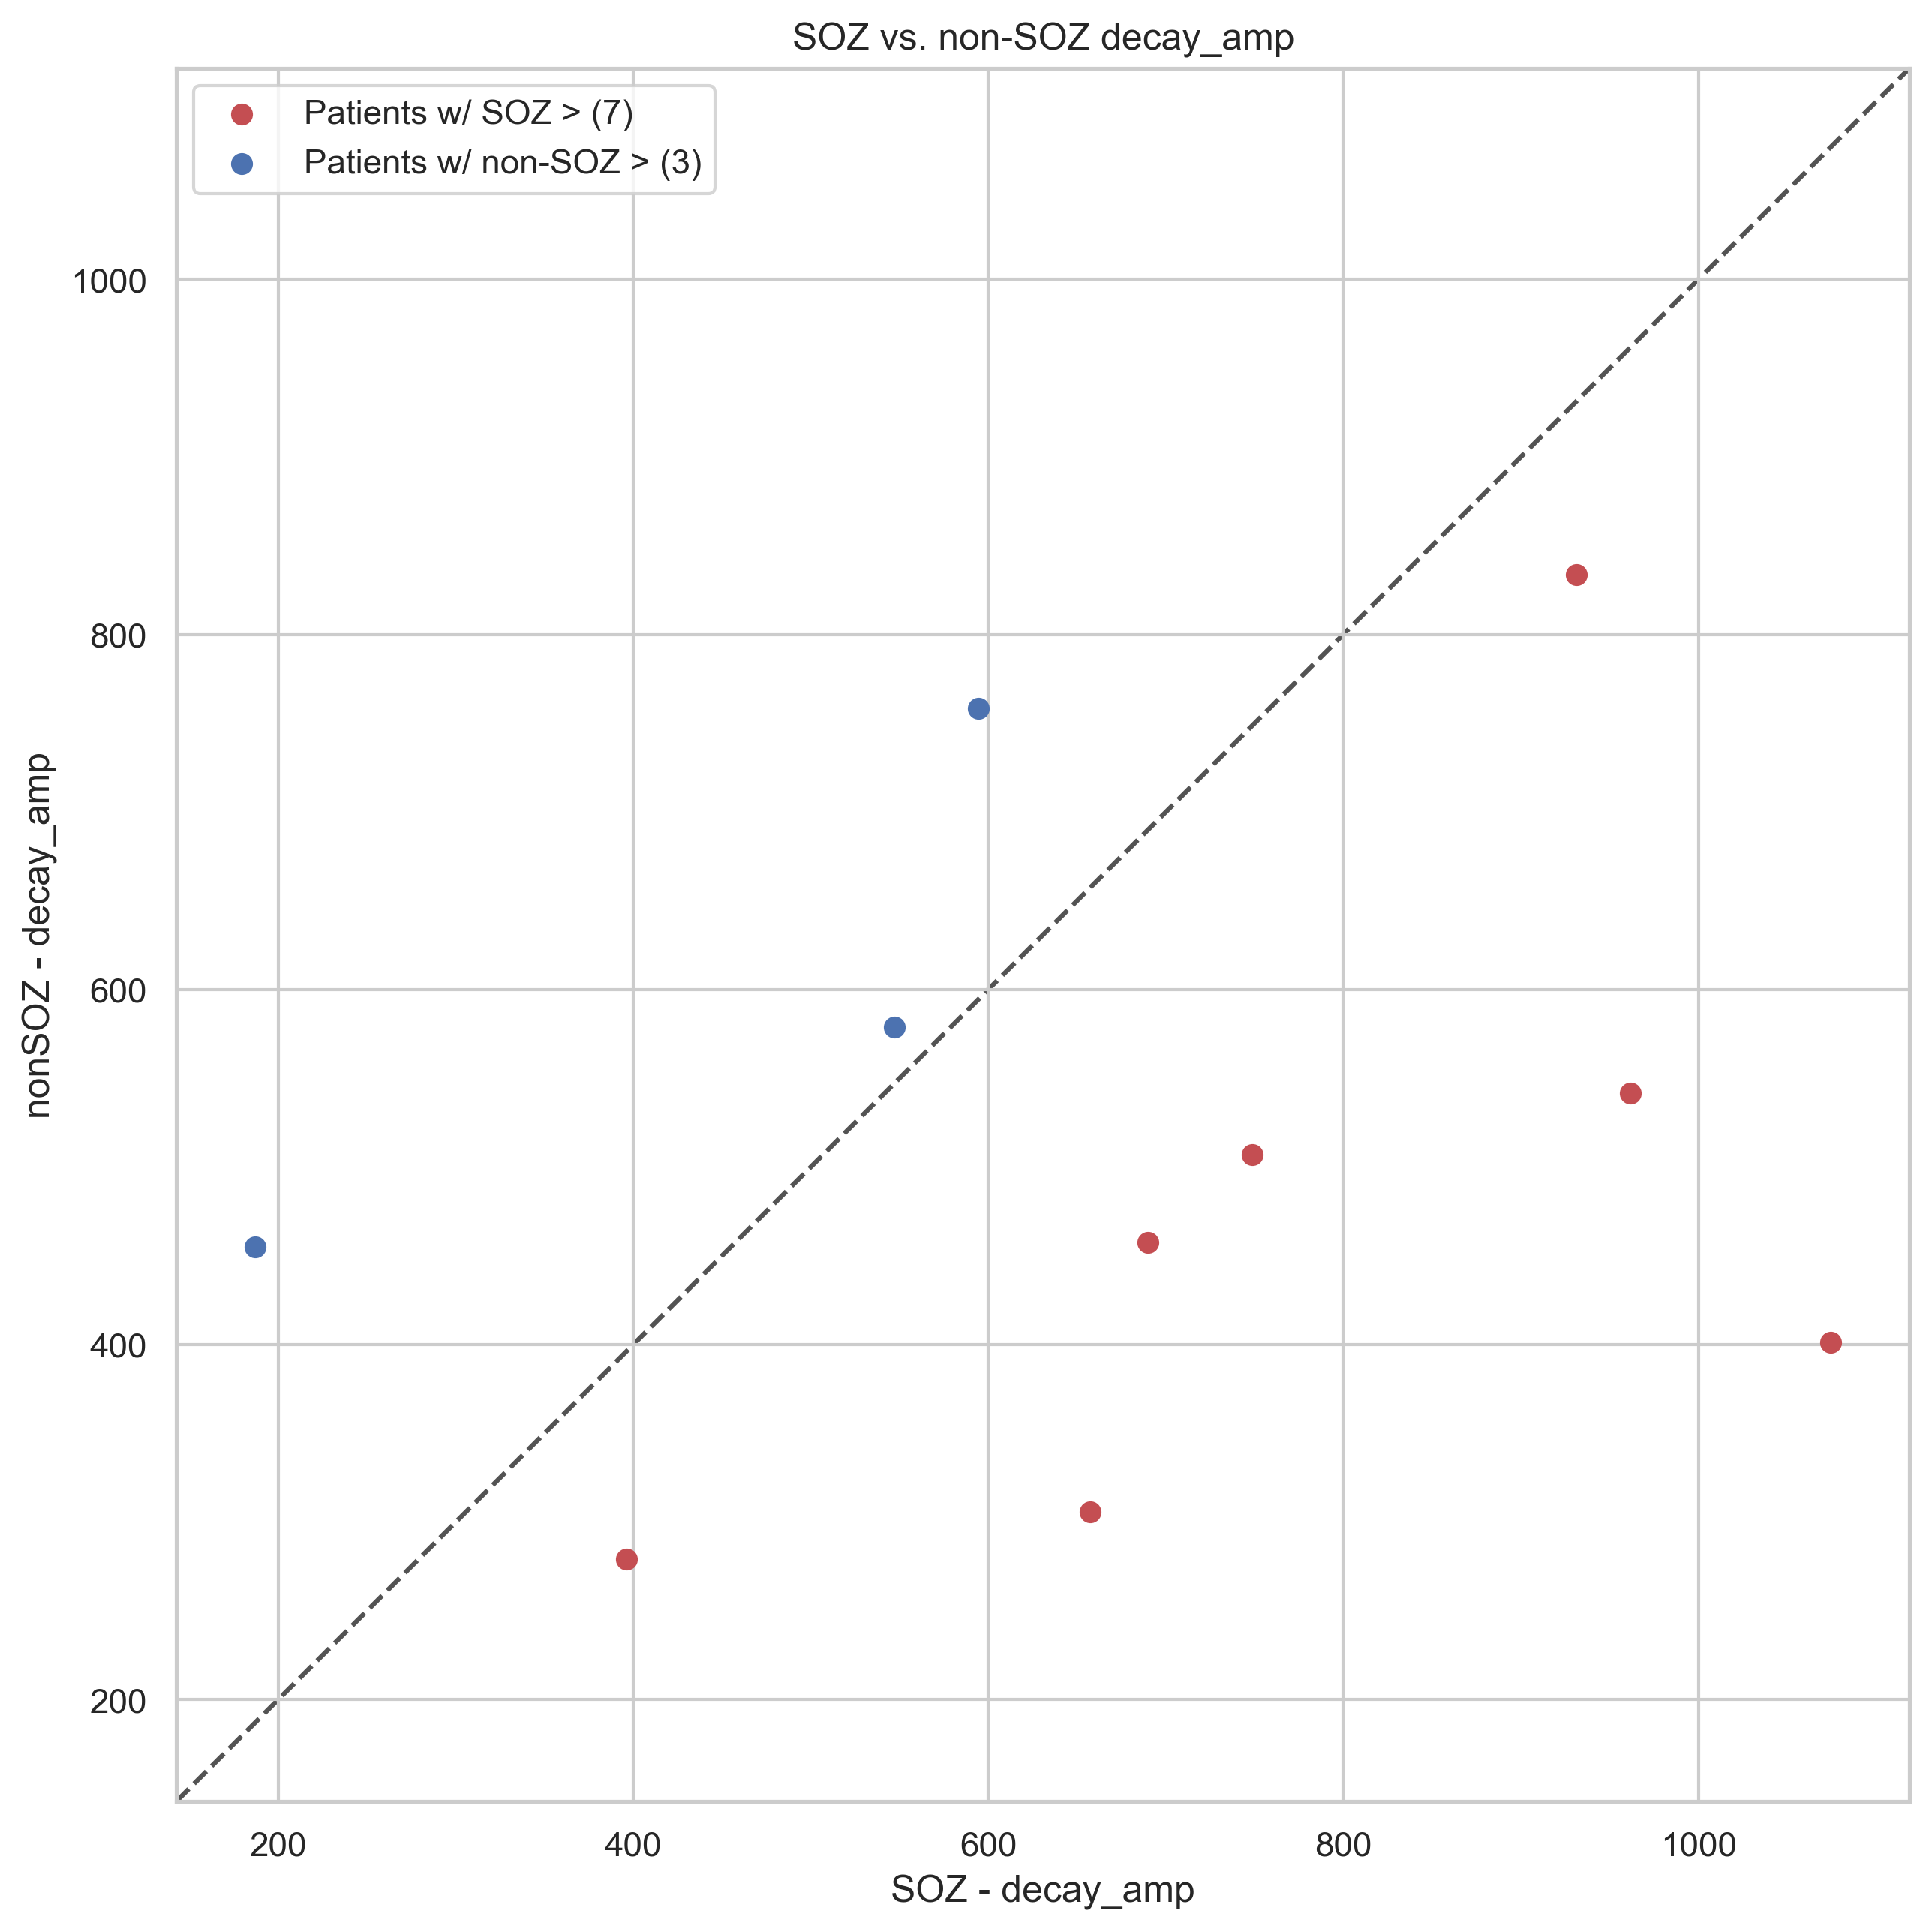 SOZ vs. non-SOZ decay_amp
Patients w/ SOZ > (7)
Patients w/ non-SOZ > (3)
1000
800
600
400
200
nonSOZ - decay_amp
200
400
600
800
1000
SOZ - decay_amp